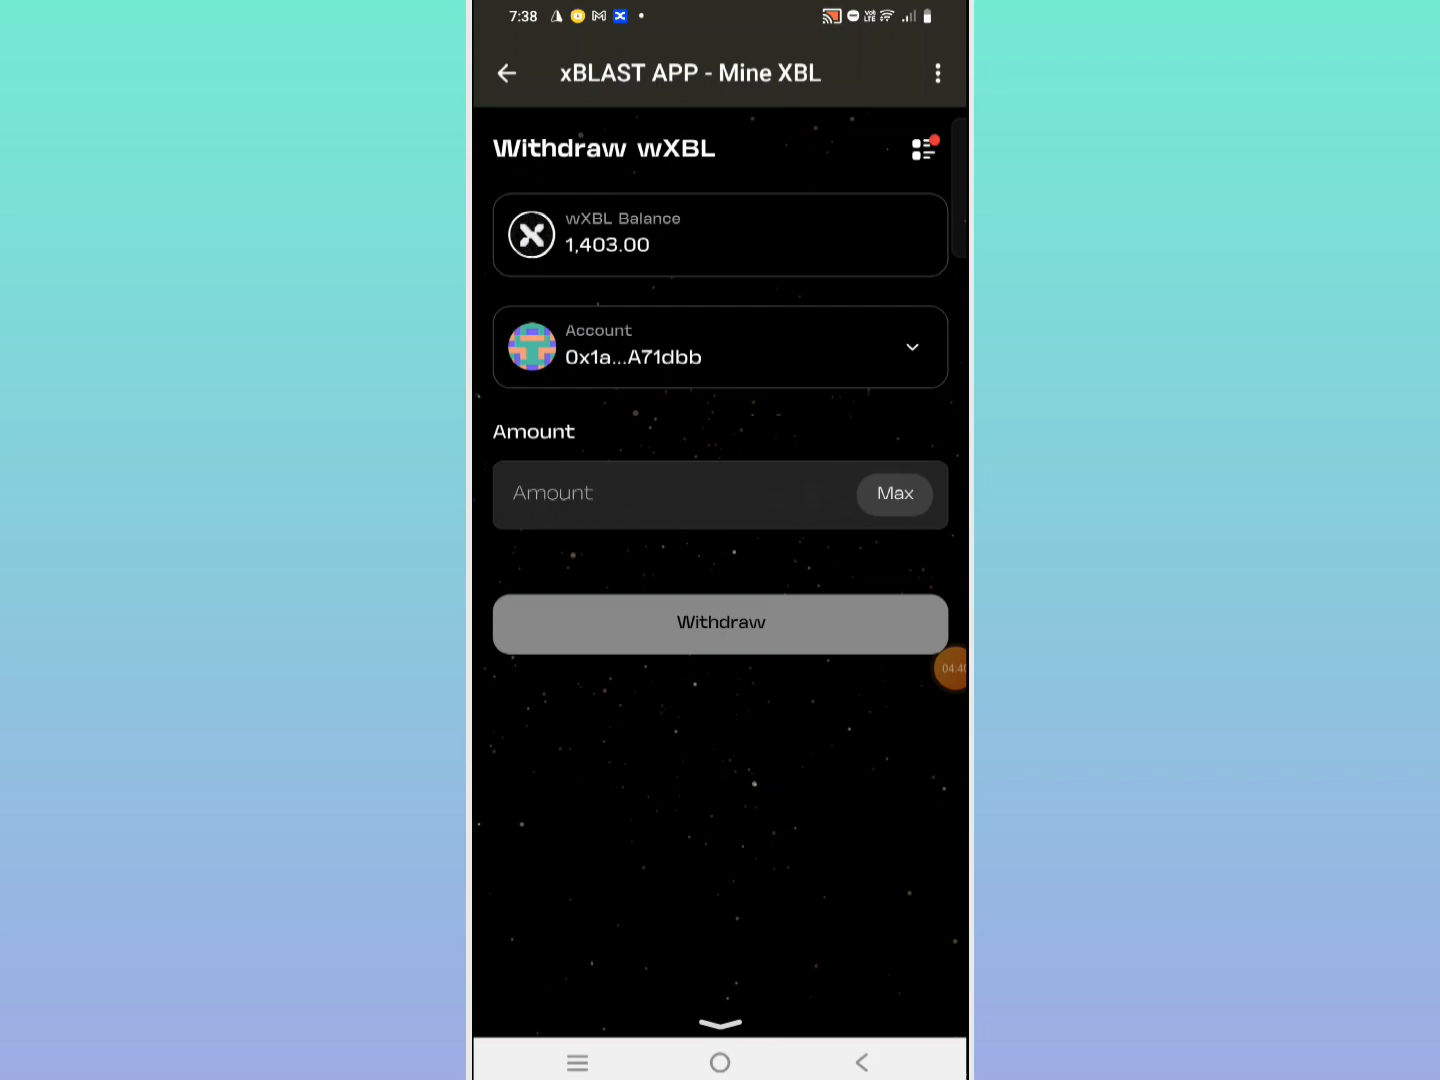 7:38
xBLAST APP - Mine XBL
Withdraw wXBL
wXBL Balance
1,403.00
Account
0x1a...A71dbb
Amount
Amount
Max
Withdraw